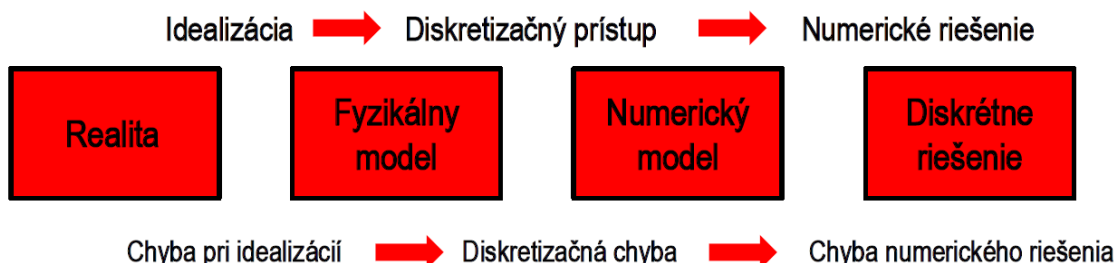 Idealizácia Diskretizačný prístup Numerické riešenie
Realita
Fyzikálny
model
Numerický
model
Diskrétne
riešenie
Chyba pri idealizácií Diskretizačná chyba Chyba numerického riešenia